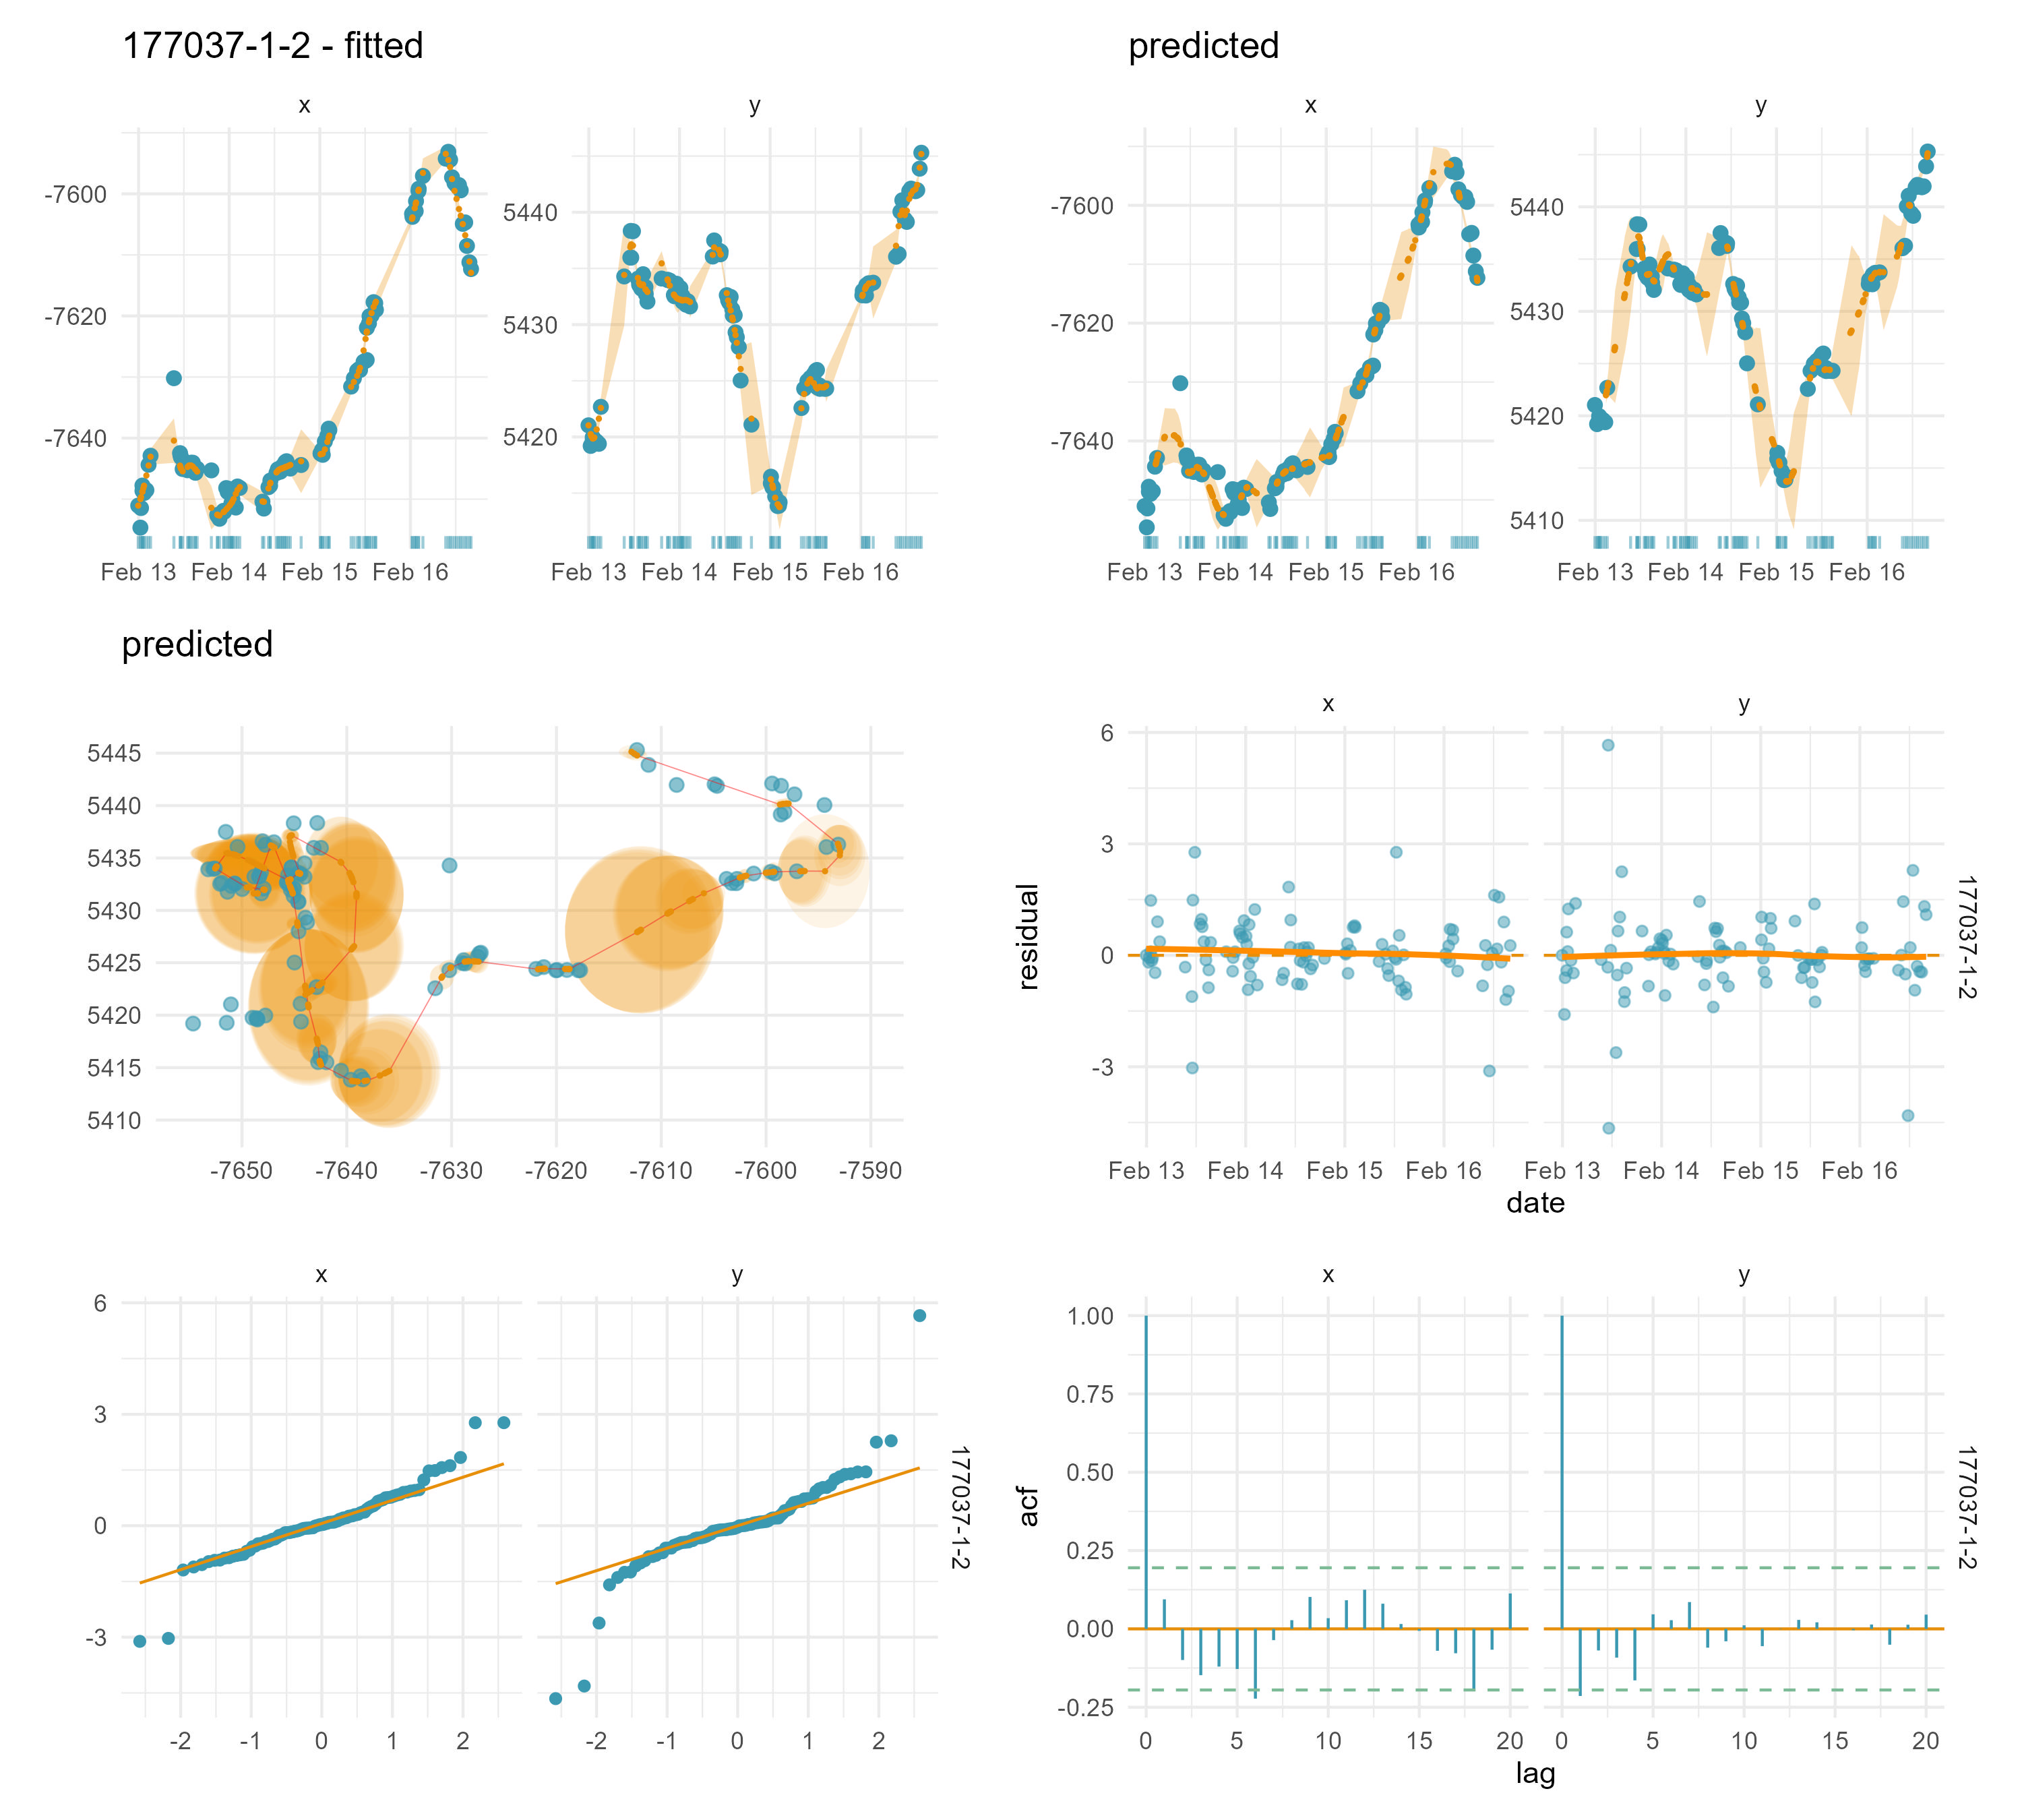 177037-1-2 - fitted
predicted
x
y
x
y
-7600
-7620
-7640
5440
5430
5420
-7600
-7620
-7640
5440
5430
5420
5410
Feb 13 Feb 14 Feb 15 Feb 16
Feb 13 Feb 14 Feb 15 Feb 16
Feb 13 Feb 14 Feb 15 Feb 16
Feb 13 Feb 14 Feb 15 Feb 16
predicted
5445
5440
5435
5430
5425
5420
5415
5410
-7650 -7640 -7630 -7620 -7610 -7600 -7590
x
y
residual
6
3
0
-3
177037-1-2
Feb 13 Feb 14 Feb 15 Feb 16
Feb 13 Feb 14 Feb 15 Feb 16
date
x
y
6
3
0
-3
177037-1-2
-2 -1 0 1 2
-2 -1 0 1 2
x
y
acf
1.00
0.75
0.50
0.25
0.00
-0.25
177037-1-2
0 5 10 15 20
0 5 10 15 20
lag